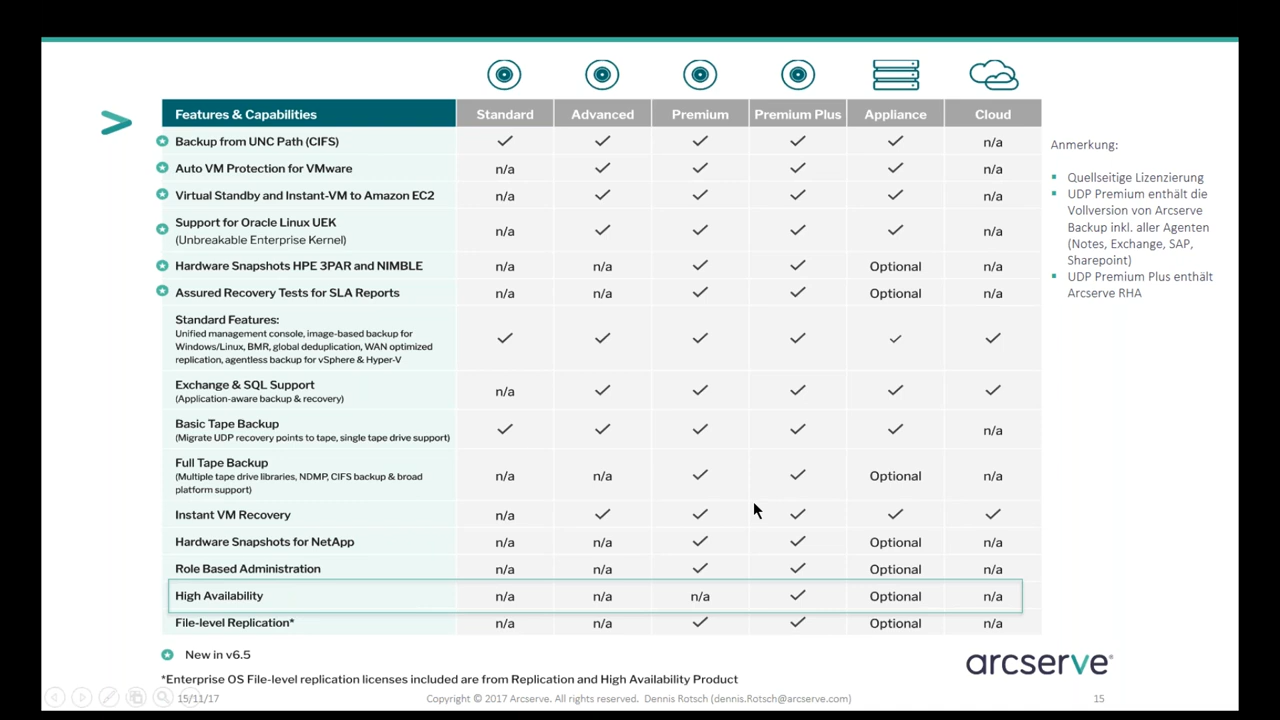 Features & Capabilities Standard Advanced Premium Premium Plus Appliance Cloud
Backup from UNC Path (CIFS) n/a
Auto VM Protection for VMware n/a n/a
Virtual Standby and Instant-VM to Amazon EC2 n/a n/a
Support for Oracle Linux UEK
(Unbreakable Enterprise Kernel) n/a n/a
Hardware Snapshots HPE 3PAR and NIMBLE n/a n/a Optional n/a
Assured Recovery Tests for SLA Reports n/a n/a Optional n/a
Standard Features:
Unified management console, image-based backup for
Windows/Linux, BMR, global deduplication, WAN optimized
replication, agentless backup for vSphere & Hyper-V
Exchange & SQL Support
(Application-aware backup & recovery) n/a
Basic Tape Backup
(Migrate UDP recovery points to tape, single tape drive support) n/a
Full Tape Backup
(Multiple tape drive libraries, NDMP, CIFS backup & broad
platform support) n/a n/a Optional n/a
Instant VM Recovery n/a
Hardware Snapshots for NetApp n/a n/a Optional n/a
Role Based Administration n/a n/a Optional n/a
High Availability n/a n/a n/a Optional n/a
File-level Replication* n/a n/a Optional n/a
Anmerkung:
Quellseitige Lizenzierung
UDP Premium enthält die
Vollversion von Arcserve
Backup inkl. aller Agenten
(Notes, Exchange, SAP,
Sharepoint)
UDP Premium Plus enthält
Arcserve RHA
New in v6.5
arcserve®
*Enterprise OS File-level replication licenses included are from Replication and High Availability Product
15/11/17 Copyright © 2017 Arcserve. All rights reserved. Dennis Rotsch (dennis.Rotsch@arcserve.com) 15